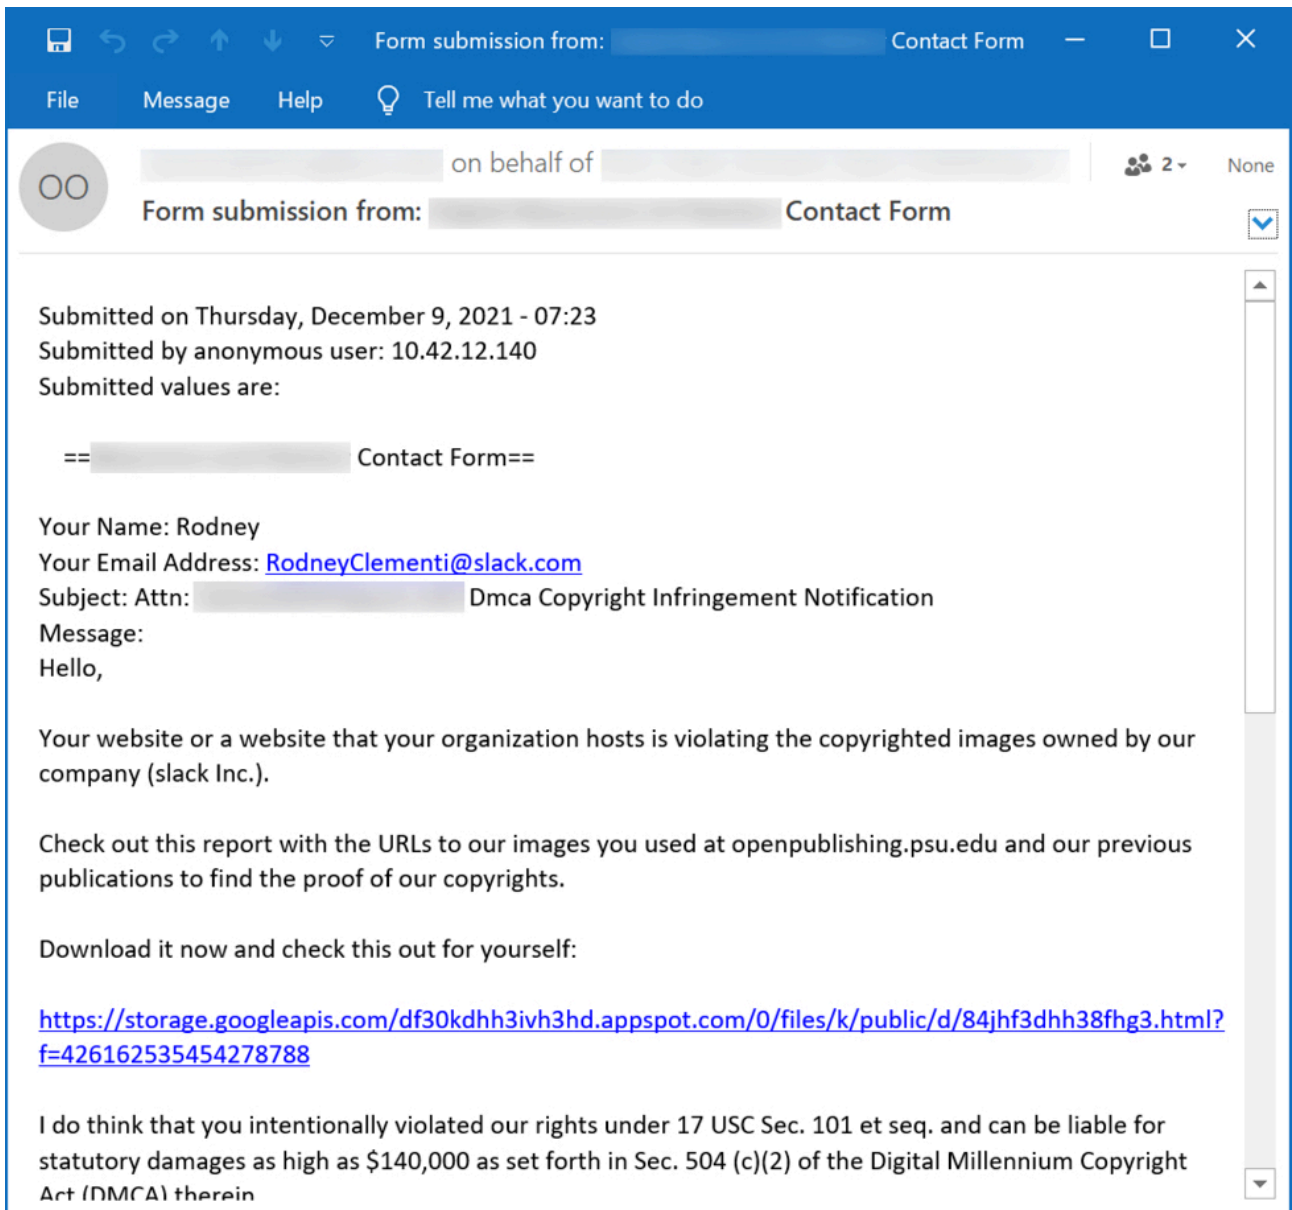 Form submission from: Contact Form
File Message Help Tell me what you want to do
OO on behalf of 2 None
Form submission from: Contact Form
Submitted on Thursday, December 9, 2021 - 07:23
Submitted by anonymous user: 10.42.12.140
Submitted values are:
== Contact Form==
Your Name: Rodney
Your Email Address: RodneyClementi@slack.com
Subject: Attn: Dmca Copyright Infringement Notification
Message:
Hello,
Your website or a website that your organization hosts is violating the copyrighted images owned by our
company (slack Inc.).
Check out this report with the URLs to our images you used at openpublishing.psu.edu and our previous
publications to find the proof of our copyrights.
Download it now and check this out for yourself:
https://storage.googleapis.com/df30kdhh3ivh3hd.appspot.com/0/files/k/public/d/84jhf3dhh38fhg3.html?
f=426162535454278788
I do think that you intentionally violated our rights under 17 USC Sec. 101 et seq. and can be liable for
statutory damages as high as $140,000 as set forth in Sec. 504 (c)(2) of the Digital Millennium Copyright
Act (DMCA) therein